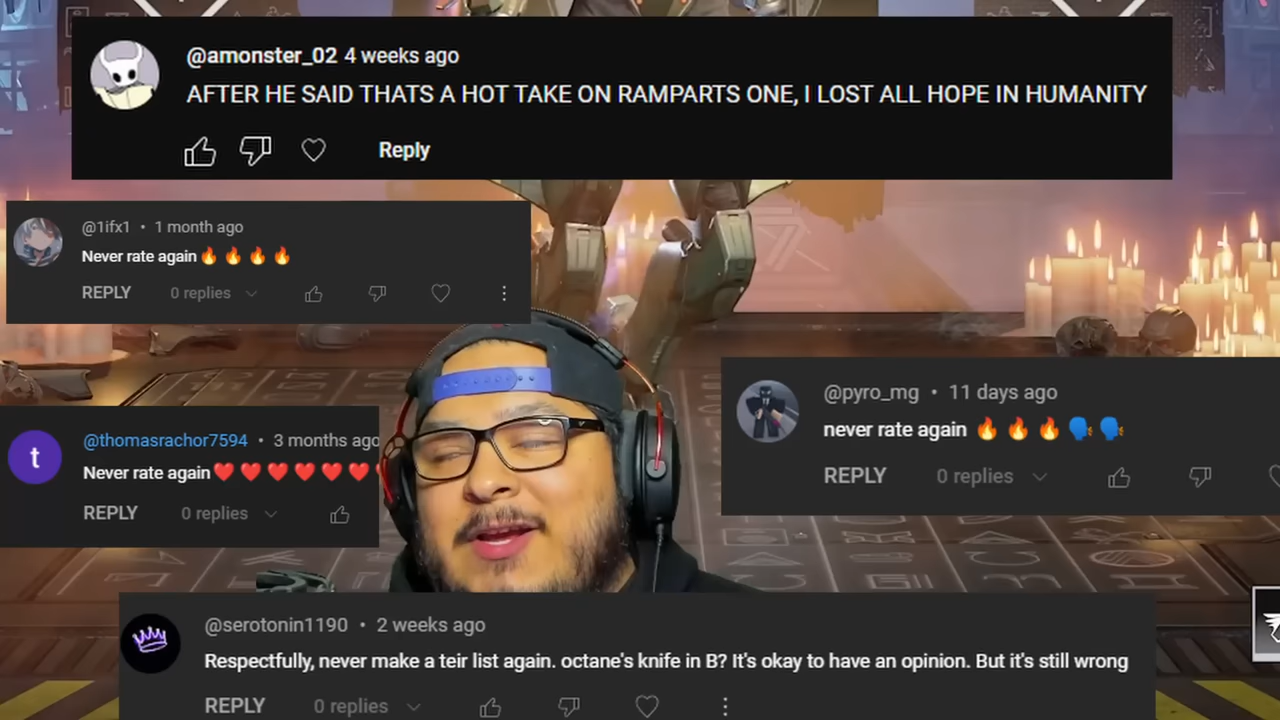 @amonster_02 4 weeks ago
AFTER HE SAID THATS A HOT TAKE ON RAMPARTS ONE, I LOST ALL HOPE IN HUMANITY
Reply
@1ifx1 • 1 month ago
Never rate again🔥 🔥 🔥 🔥
REPLY 0 replies
@pyro_mg • 11 days ago
never rate again 🔥 🔥 🔥 🗣️ 🗣️
REPLY 0 replies
t
@thomasrachor7594 • 3 months ago
Never rate again❤️ ❤️ ❤️ ❤️ ❤️ ❤️
REPLY 0 replies
@serotonin1190 • 2 weeks ago
Respectfully, never make a teir list again. octane's knife in B? It's okay to have an opinion. But it's still wrong
REPLY 0 replies